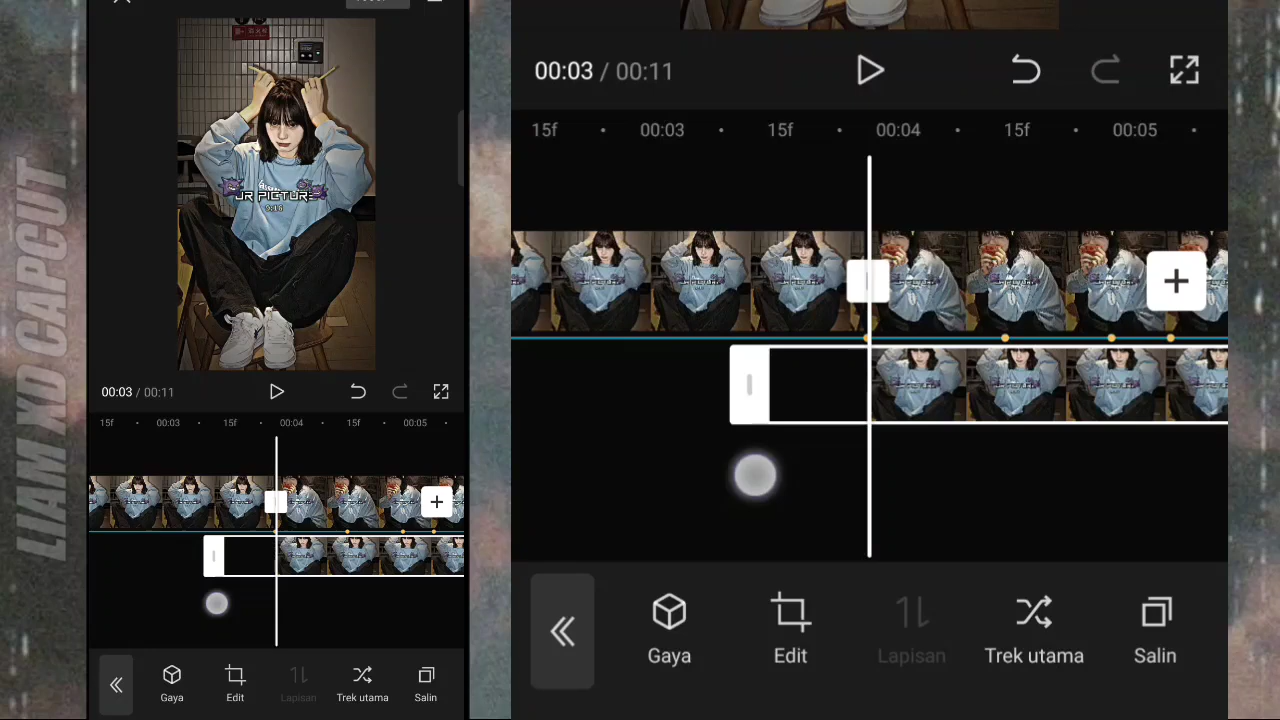 LIAM XD CAPCUT
JR PICTURE
00:03 / 00:11
15f 00:03 15f 00:04 15f 00:05
Gaya Edit Lapisan Trek utama Salin
00:03 / 00:11
15f 00:03 15f 00:04 15f 00:05
Gaya Edit Lapisan Trek utama Salin